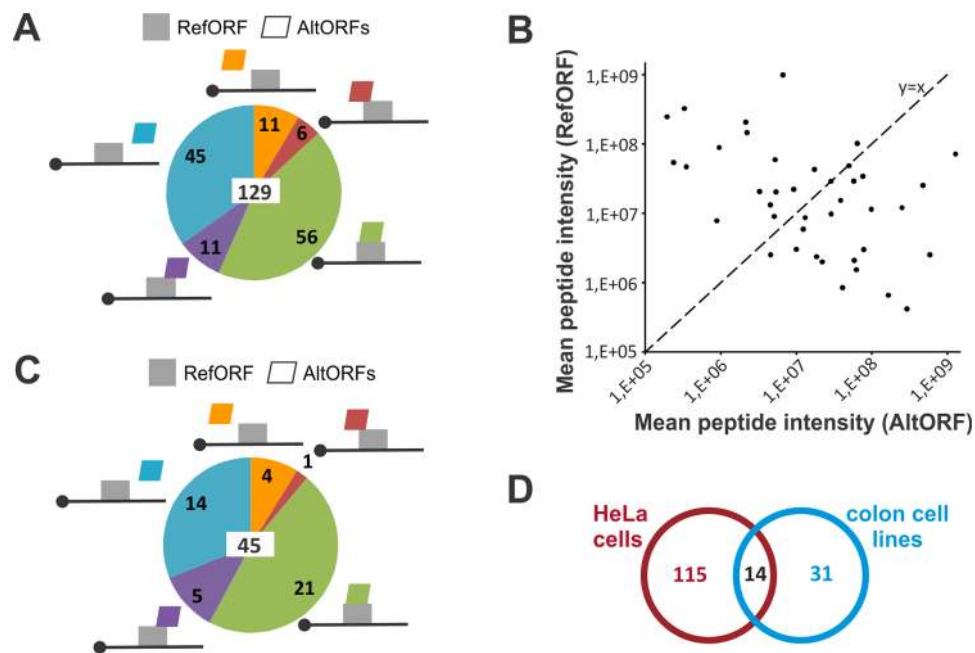 A
RefORF
AltORFs
11
6
45
129
56
11
B
Mean peptide intensity (RefORF)
1,E+09
1,E+08
1,E+07
1,E+06
1,E+05
y=x
1,E+05
1,E+06
1,E+07
1,E+08
1,E+09
Mean peptide intensity (AltORF)
C
RefORF
AltORFs
4
1
14
45
21
5
D
HeLa
cells
colon cell
lines
115
14
31